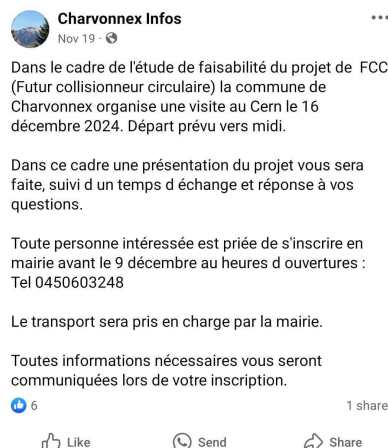 Charvonnex Infos
Nov 19 ·
Dans le cadre de l'étude de faisabilité du projet de  FCC
(Futur collisionneur circulaire) la commune de
Charvonnex organise une visite au Cern le 16
décembre 2024. Départ prévu vers midi.
Dans ce cadre une présentation du projet vous sera
faite, suivi d un temps d échange et réponse à vos
questions.
Toute personne intéressée est priée de s'inscrire en
mairie avant le 9 décembre au heures d ouvertures :
Tel 0450603248
Le transport sera pris en charge par la mairie.
Toutes informations nécessaires vous seront
communiquées lors de votre inscription.
6 1 share
Like Send Share